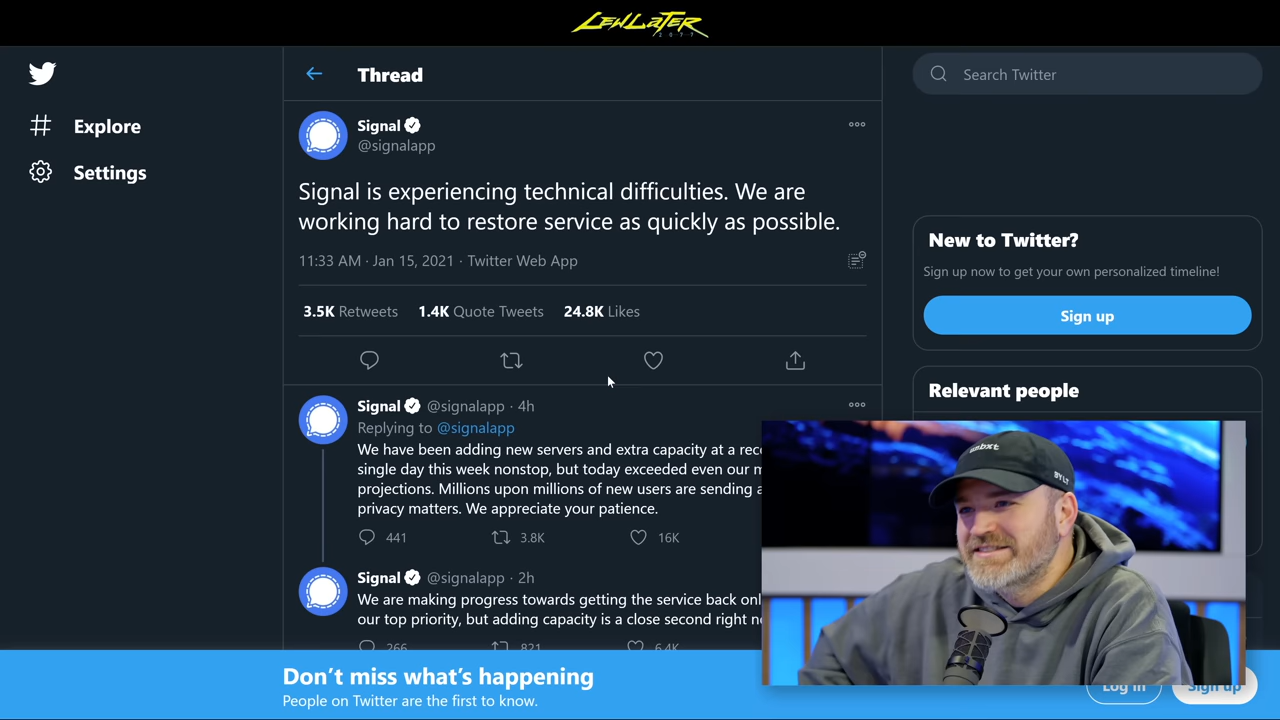 LEWLATER
2077
Thread
Search Twitter
Explore
Settings
Signal
@signalapp
Signal is experiencing technical difficulties. We are
working hard to restore service as quickly as possible.
11:33 AM · Jan 15, 2021 · Twitter Web App
3.5K Retweets 1.4K Quote Tweets 24.8K Likes
New to Twitter?
Sign up now to get your own personalized timeline!
Sign up
Relevant people
Signal @signalapp · 4h
Replying to @signalapp
We have been adding new servers and extra capacity at a
single day this week nonstop, but today exceeded even our
projections. Millions upon millions of new users are sending
privacy matters. We appreciate your patience.
441 3.8K 16K
Signal @signalapp · 2h
We are making progress towards getting the service back
our top priority, but adding capacity is a close second right
266 821 6.4K
unbxt
BYLT
Don't miss what's happening
People on Twitter are the first to know.
Log in
Sign up